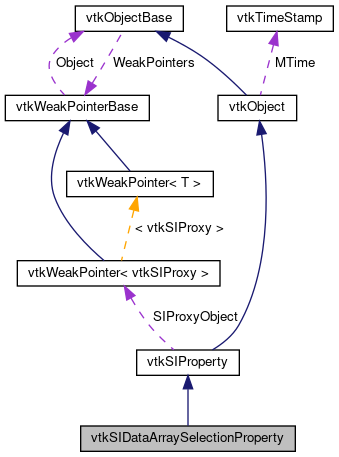 vtkObjectBase
vtkTimeStamp
Object
WeakPointers
MTime
vtkWeakPointerBase
vtkObject
vtkWeakPointer< T >
< vtkSIProxy >
vtkWeakPointer< vtkSIProxy >
SIProxyObject
vtkSIProperty
vtkSIDataArraySelectionProperty